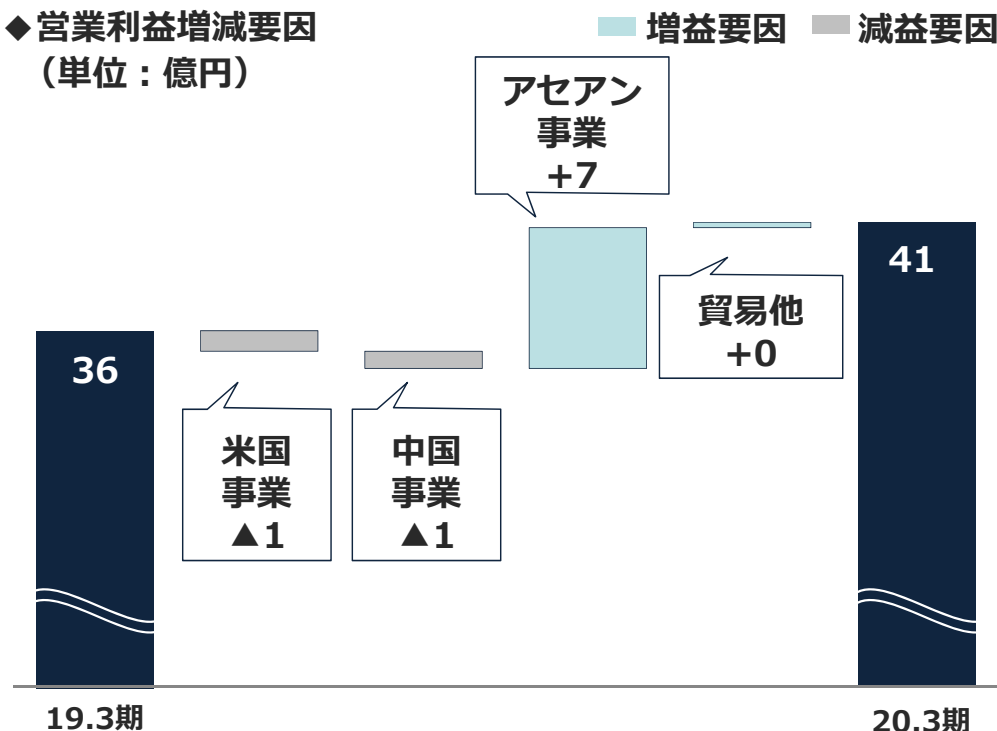 ◆営業利益増減要因
（単位：億円）
増益要因
減益要因
アセアン
事業
+7
41
貿易他
+0
36
米国
事業
▲1
中国
事業
▲1
19.3期
20.3期